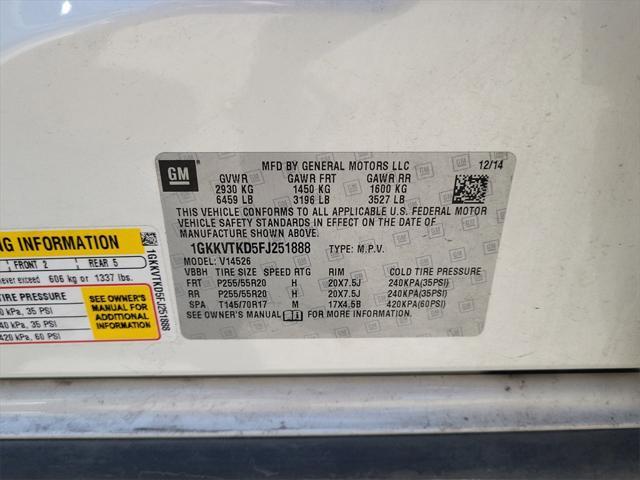 GM
MFD BY GENERAL MOTORS LLC 12/14
GVWR GAWR FRT GAWR RR
2930 KG 1450 KG 1600 KG
6459 LB 3196 LB 3527 LB
THIS VEHICLE CONFORMS TO ALL APPLICABLE U.S. FEDERAL MOTOR
VEHICLE SAFETY STANDARDS IN EFFECT ON THE DATE OF
MANUFACTURE SHOWN ABOVE.
1GKKVTKD5FJ251888 TYPE: M.P.V.
MODEL: V14526
VBBH TIRE SIZE SPEED RTG RIM COLD TIRE PRESSURE
FRT P255/55R20 H 20X7.5J 240KPA(35PSI)
RR P255/55R20 H 20X7.5J 240KPA(35PSI)
SPA T145/70R17 M 17X4.5B 420KPA(60PSI)
SEE OWNER'S MANUAL FOR MORE INFORMATION.
NG INFORMATION
FRONT 2 REAR 5
never exceed 606 kg or 1337 lbs.
TIRE PRESSURE
0 kPa, 35 PSI
40 kPa, 35 PSI
420 kPa, 60 PSI
SEE OWNER'S
MANUAL FOR
ADDITIONAL
INFORMATION
1GKKVTKD5FJ251888